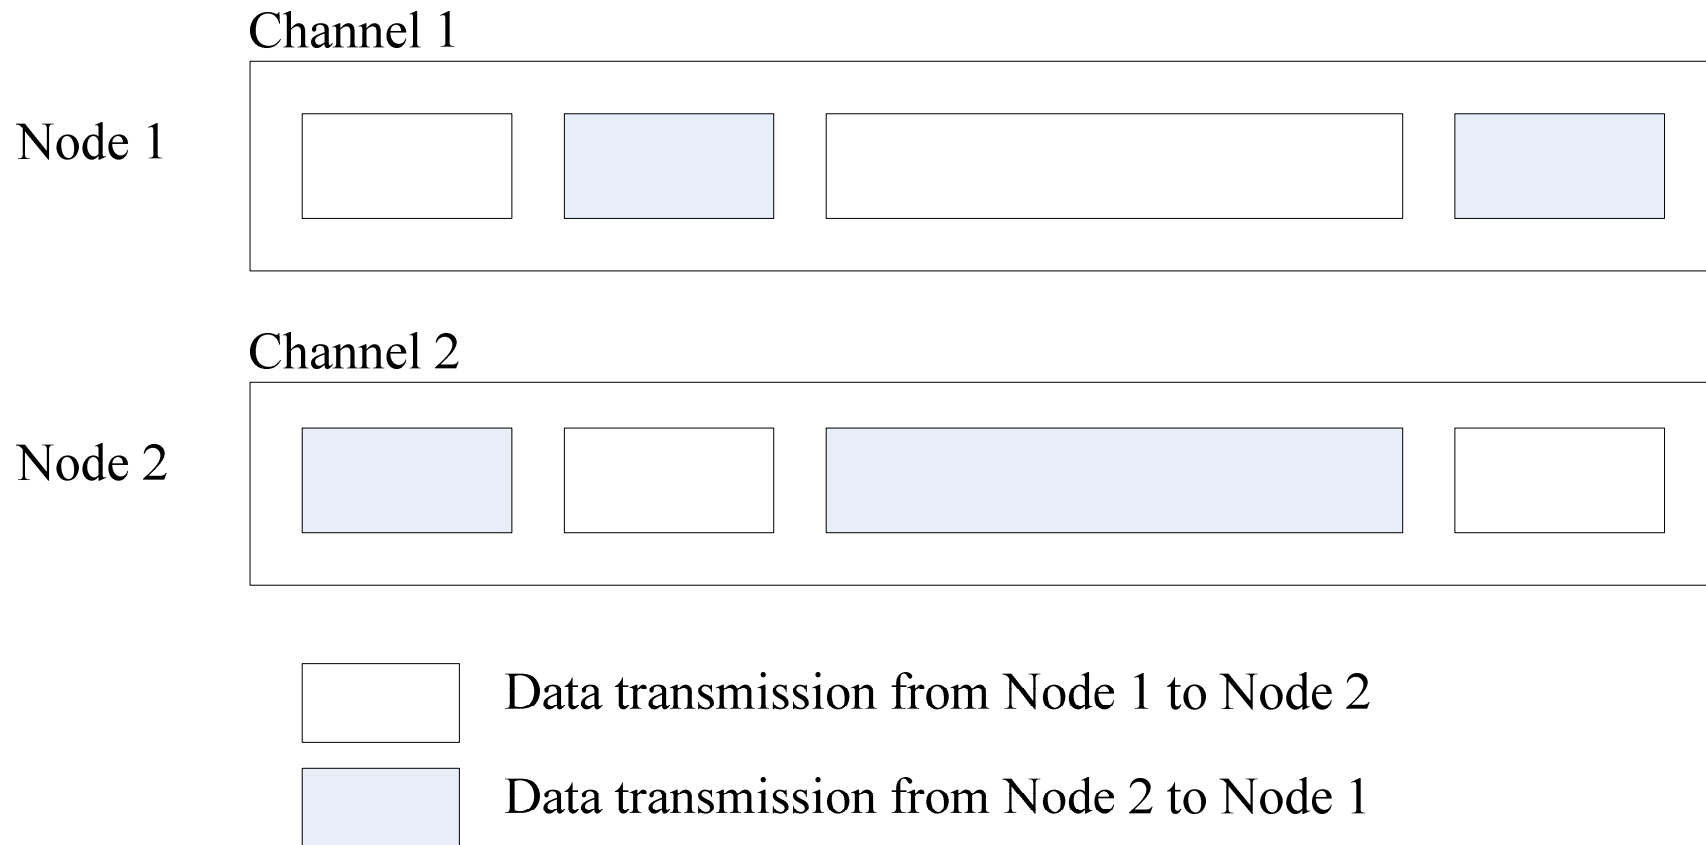 Channel 1
Node 1
Channel 2
Node 2
Data transmission from Node 1 to Node 2
Data transmission from Node 2 to Node 1